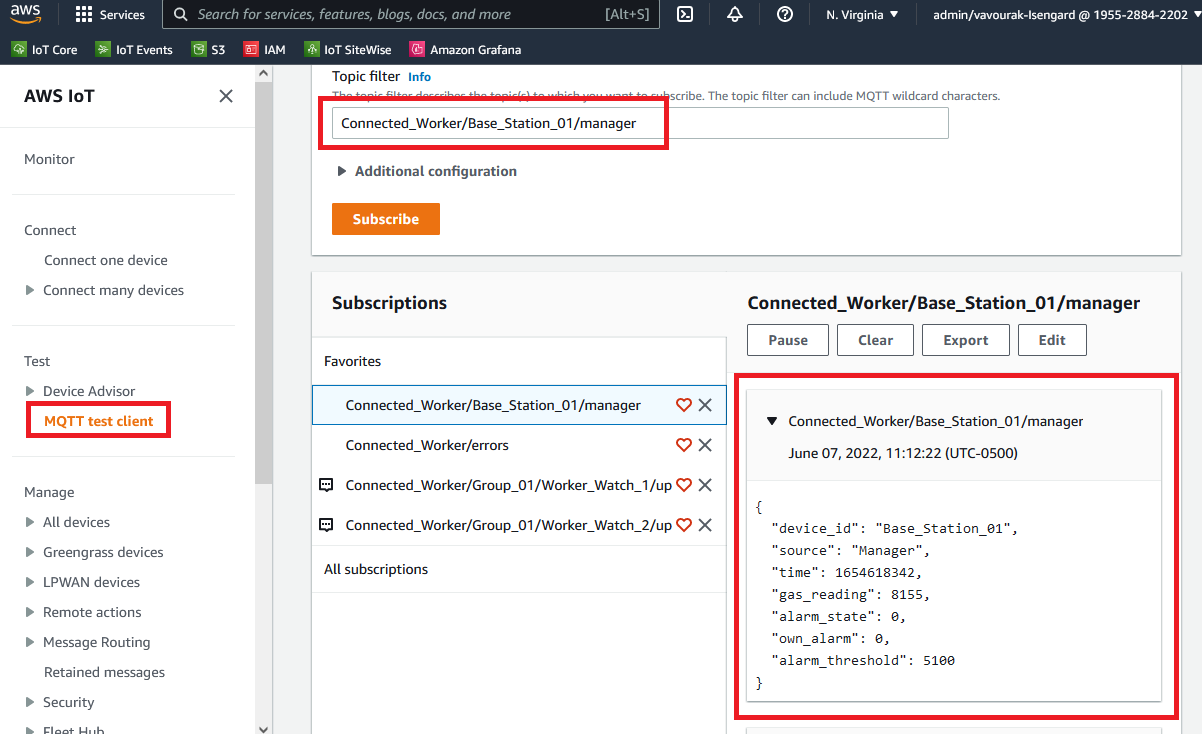 aws
Services
Search for services, features, blogs, docs, and more
[Alt+S]
N. Virginia
admin/vavourak-Isengard @ 1955-2884-2202
IoT Core
IoT Events
S3
IAM
IoT SiteWise
Amazon Grafana
AWS IoT
Monitor
Connect
Connect one device
Connect many devices
Test
Device Advisor
MQTT test client
Manage
All devices
Greengrass devices
LPWAN devices
Remote actions
Message Routing
Retained messages
Security
Fleet Hub
Topic filter Info
The topic filter describes the topic(s) to which you want to subscribe. The topic filter can include MQTT wildcard characters.
Connected_Worker/Base_Station_01/manager
Additional configuration
Subscribe
Subscriptions
Favorites
Connected_Worker/Base_Station_01/manager
Connected_Worker/errors
Connected_Worker/Group_01/Worker_Watch_1/up
Connected_Worker/Group_01/Worker_Watch_2/up
All subscriptions
Connected_Worker/Base_Station_01/manager
Pause
Clear
Export
Edit
Connected_Worker/Base_Station_01/manager
June 07, 2022, 11:12:22 (UTC-0500)
{
"device_id": "Base_Station_01",
"source": "Manager",
"time": 1654618342,
"gas_reading": 8155,
"alarm_state": 0,
"own_alarm": 0,
"alarm_threshold": 5100
}